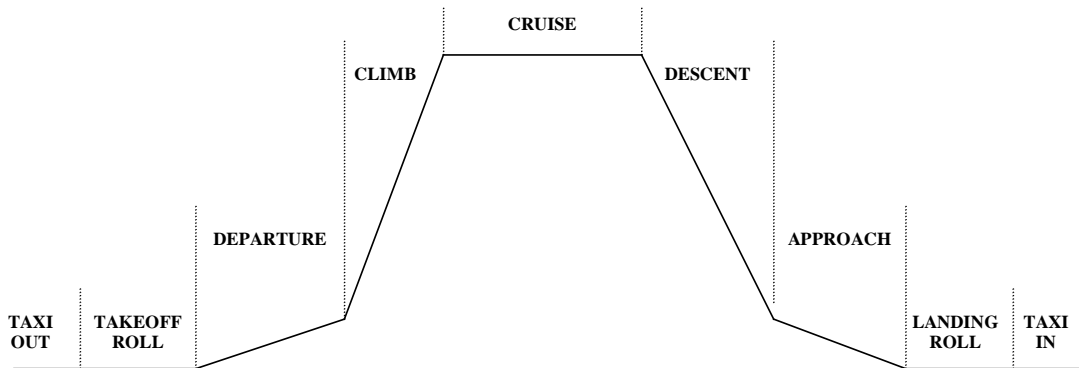 CRUISE
CLIMB
DESCENT
DEPARTURE
APPROACH
TAXI
OUT
TAKEOFF
ROLL
LANDING
ROLL
TAXI
IN